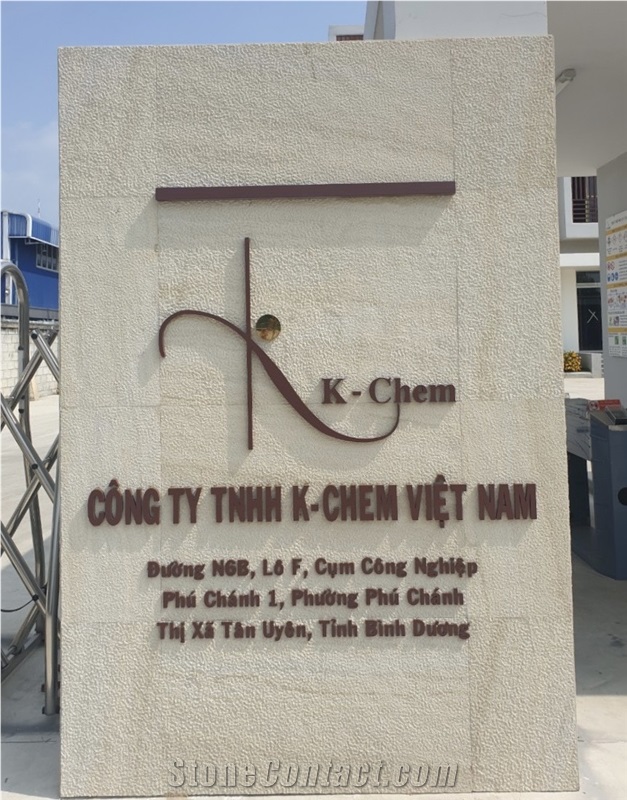 K - Chem
CÔNG TY TNHH K-CHEM VIỆT NAM
Đường N6B, Lô F, Cụm Công Nghiệp
Phú Chánh 1, Phường Phú Chánh
Thị Xã Tân Uyên, Tỉnh Bình Dương
StoneContact.com